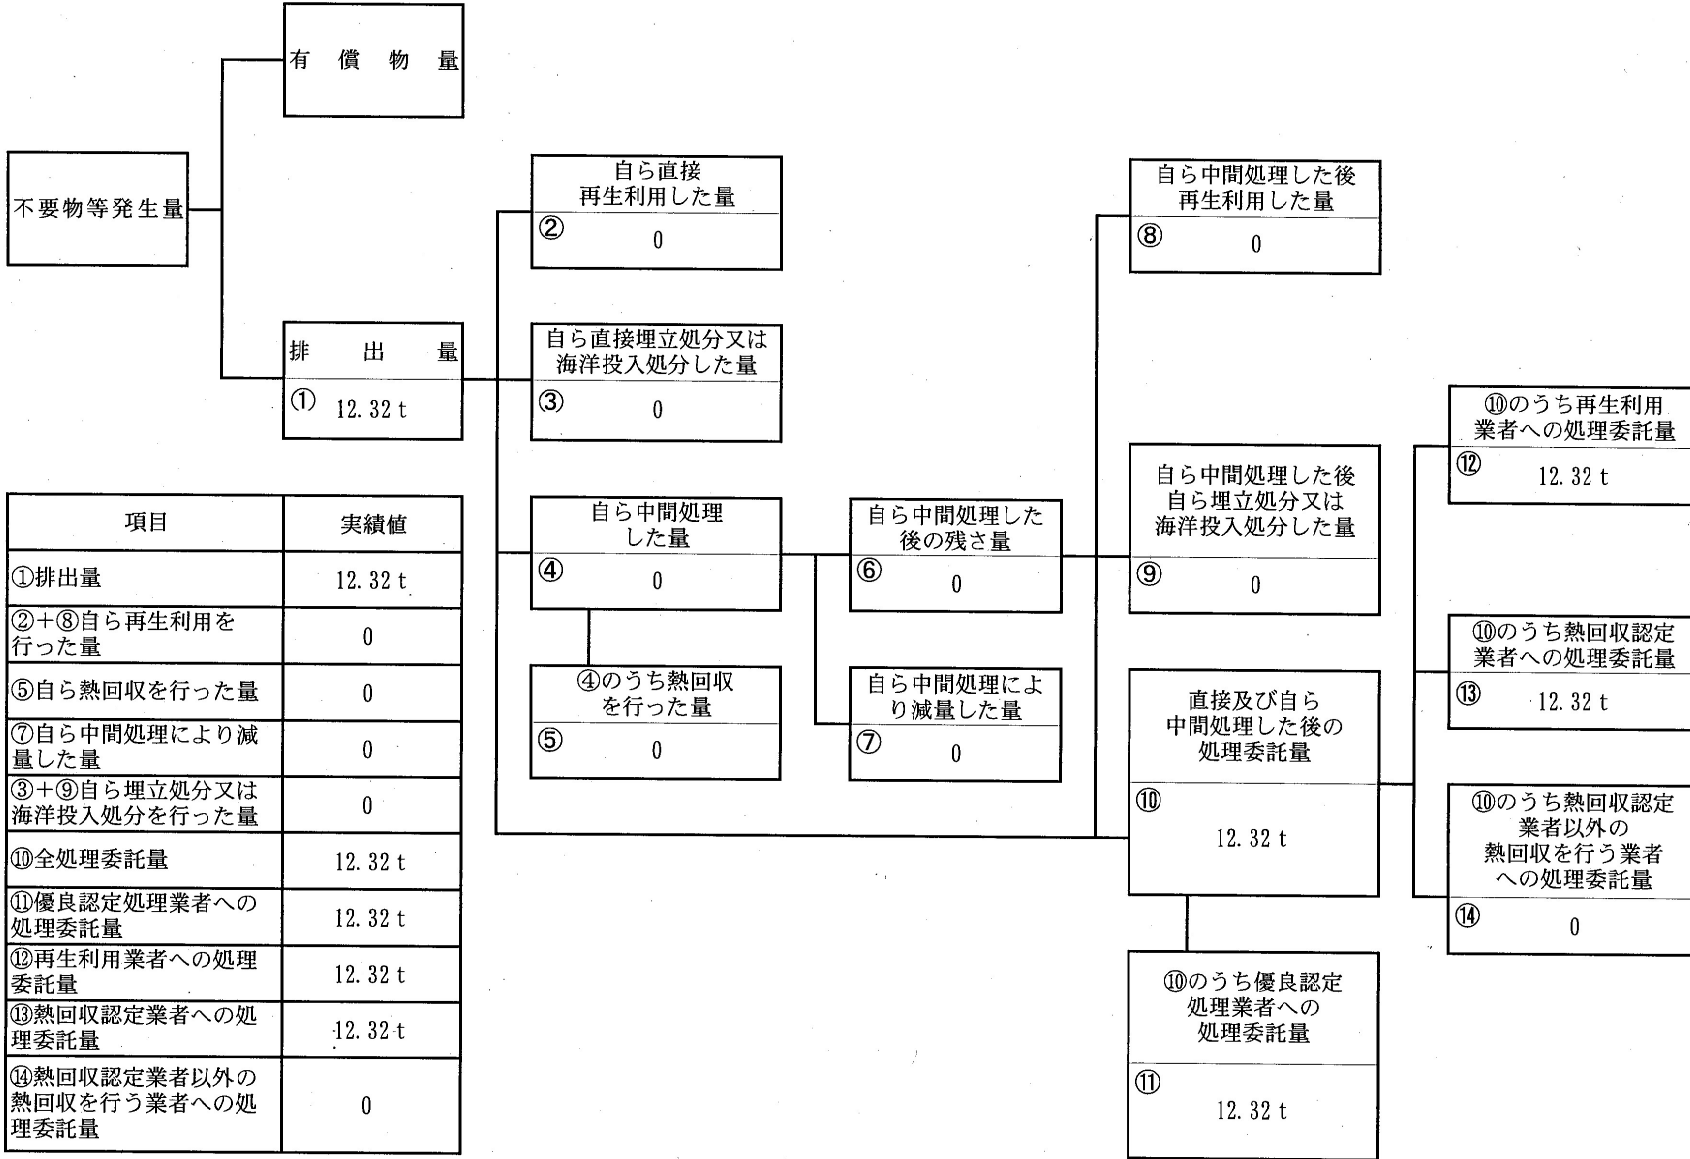 有償物量
不要物等発生量
排出量
① 12.32 t
自ら直接
再生利用した量
② 0
自ら直接埋立処分又は
海洋投入処分した量
③ 0
自ら中間処理
した量
④ 0
④のうち熱回収
を行った量
⑤ 0
自ら中間処理した
後の残さ量
⑥ 0
自ら中間処理によ
り減量した量
⑦ 0
自ら中間処理した後
再生利用した量
⑧ 0
自ら中間処理した後
自ら埋立処分又は
海洋投入処分した量
⑨ 0
直接及び自ら
中間処理した後の
処理委託量
⑩
12.32 t
⑩のうち優良認定
処理業者への
処理委託量
⑪
12.32 t
⑩のうち再生利用
業者への処理委託量
⑫ 12.32 t
⑩のうち熱回収認定
業者への処理委託量
⑬ 12.32 t
⑩のうち熱回収認定
業者以外の
熱回収を行う業者
への処理委託量
⑭ 0
項目 実績値
①排出量 12.32 t
②+⑧自ら再生利用を
行った量 0
⑤自ら熱回収を行った量 0
⑦自ら中間処理により減
量した量 0
③+⑨自ら埋立処分又は
海洋投入処分を行った量 0
⑩全処理委託量 12.32 t
⑪優良認定処理業者への
処理委託量 12.32 t
⑫再生利用業者への処理
委託量 12.32 t
⑬熱回収認定業者への処
理委託量 12.32 t
⑭熱回収認定業者以外の
熱回収を行う業者への処
理委託量 0